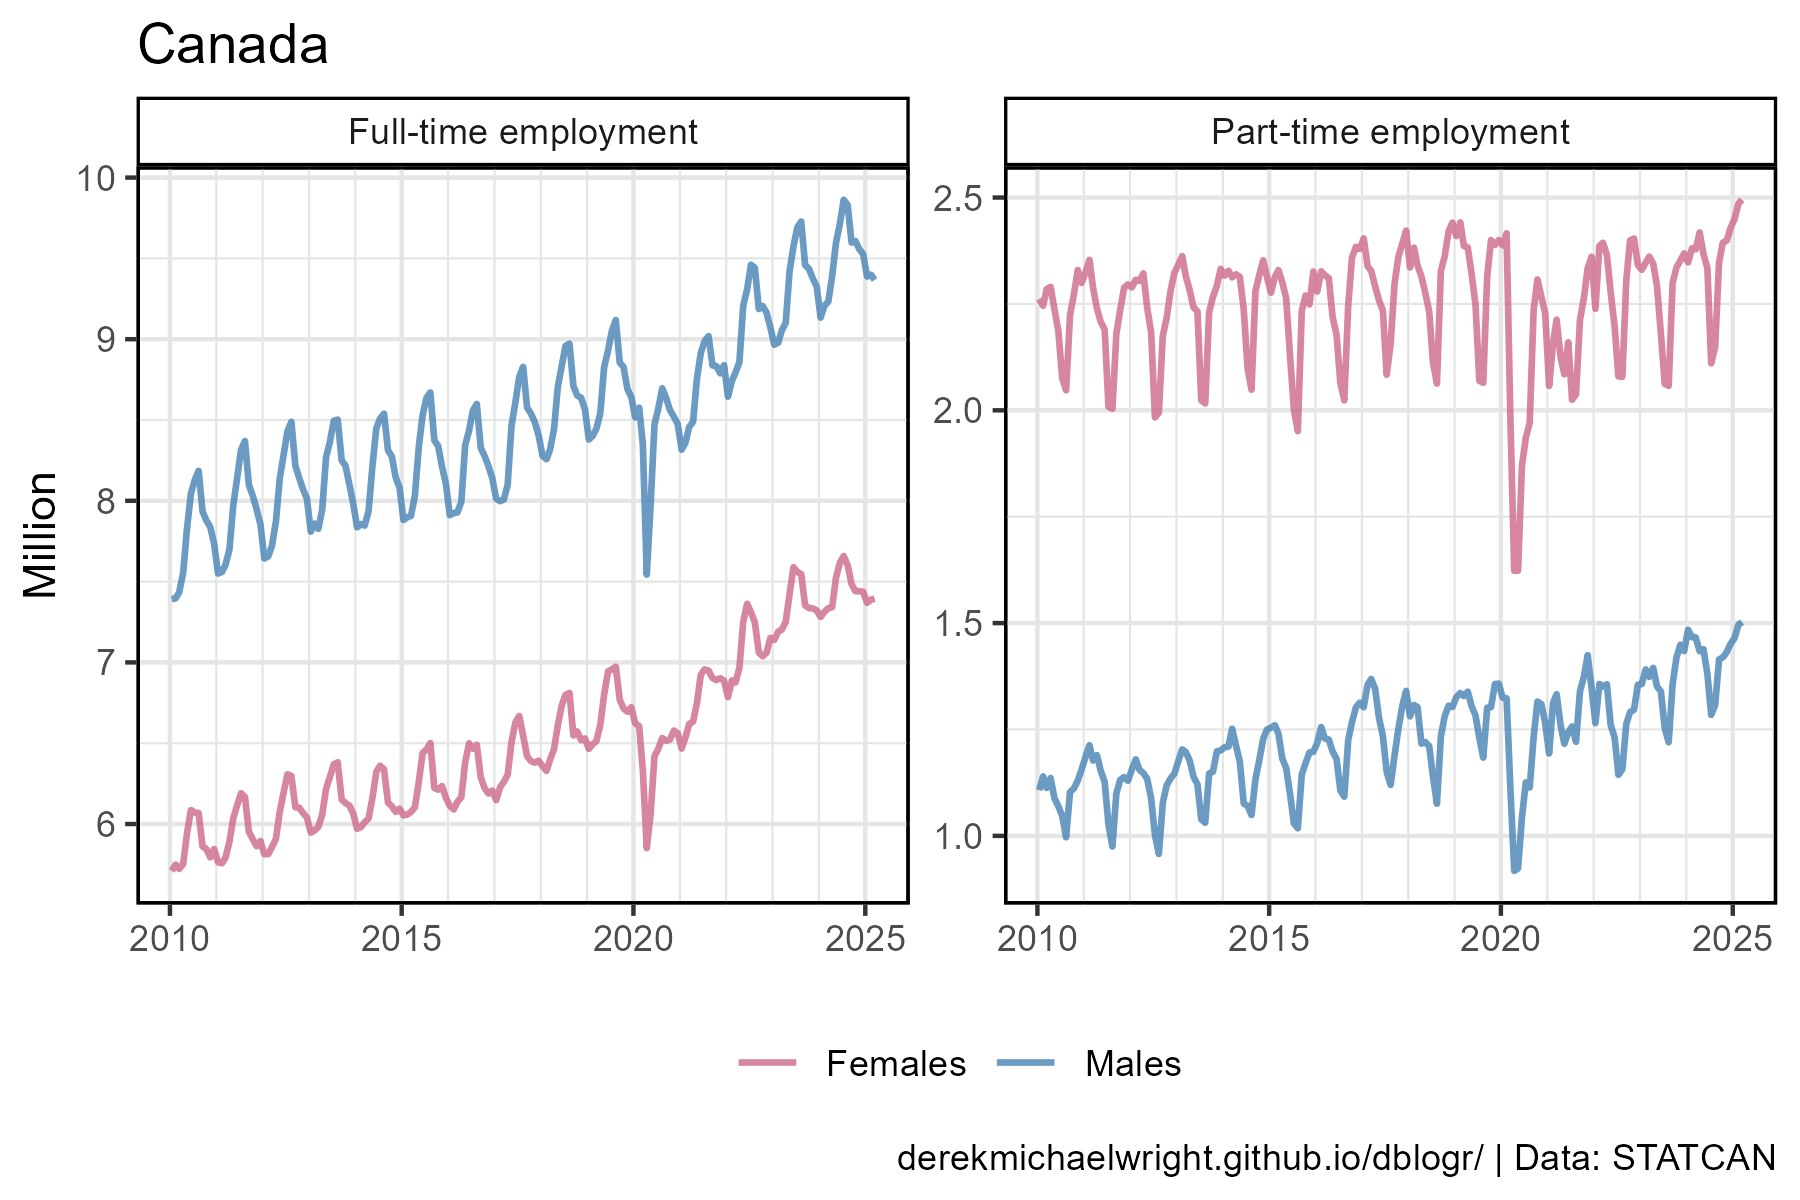 Canada
Full-time employment
Part-time employment
Million
10
9
8
7
6
2.5
2.0
1.5
1.0
2010 2015 2020 2025
2010 2015 2020 2025
Females Males
derekmichaelwright.github.io/dblogr/ | Data: STATCAN